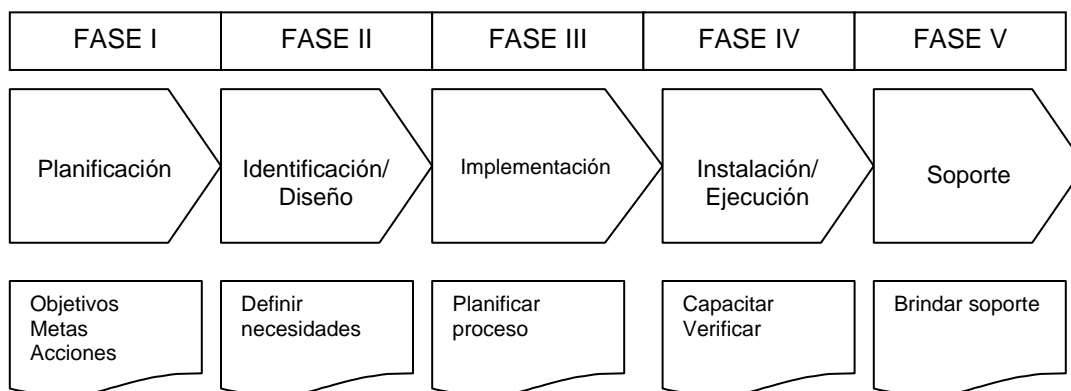 FASE I
FASE II
FASE III
FASE IV
FASE V
Planificación
Identificación/
Diseño
Implementación
Instalación/
Ejecución
Soporte
Objetivos
Metas
Acciones
Definir
necesidades
Planificar
proceso
Capacitar
Verificar
Brindar soporte